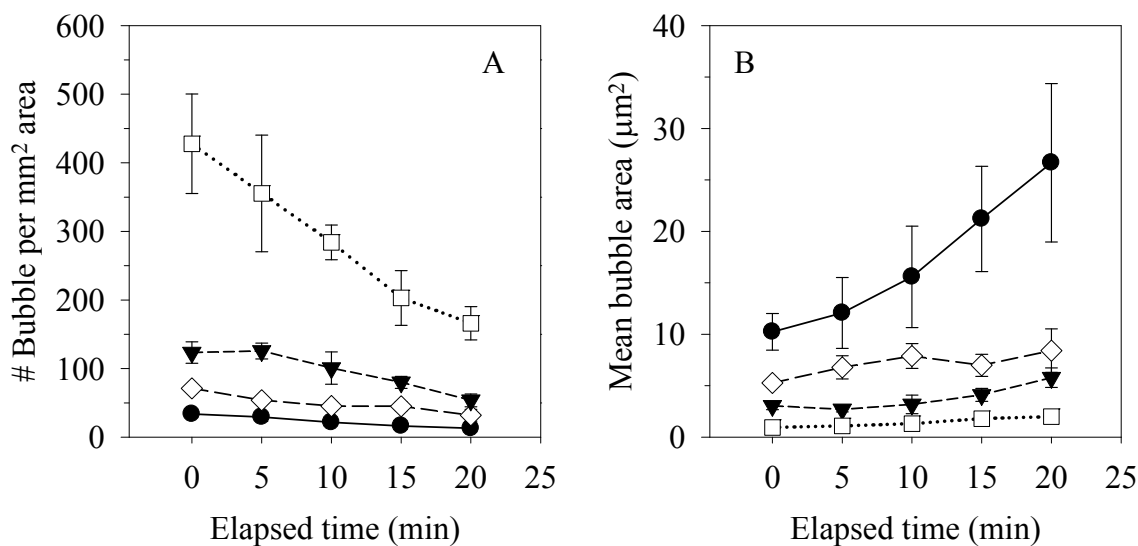 A
# Bubble per mm² area
600
500
400
300
200
100
0
0 5 10 15 20 25
Elapsed time (min)
B
Mean bubble area (μm²)
40
30
20
10
0
0 5 10 15 20 25
Elapsed time (min)